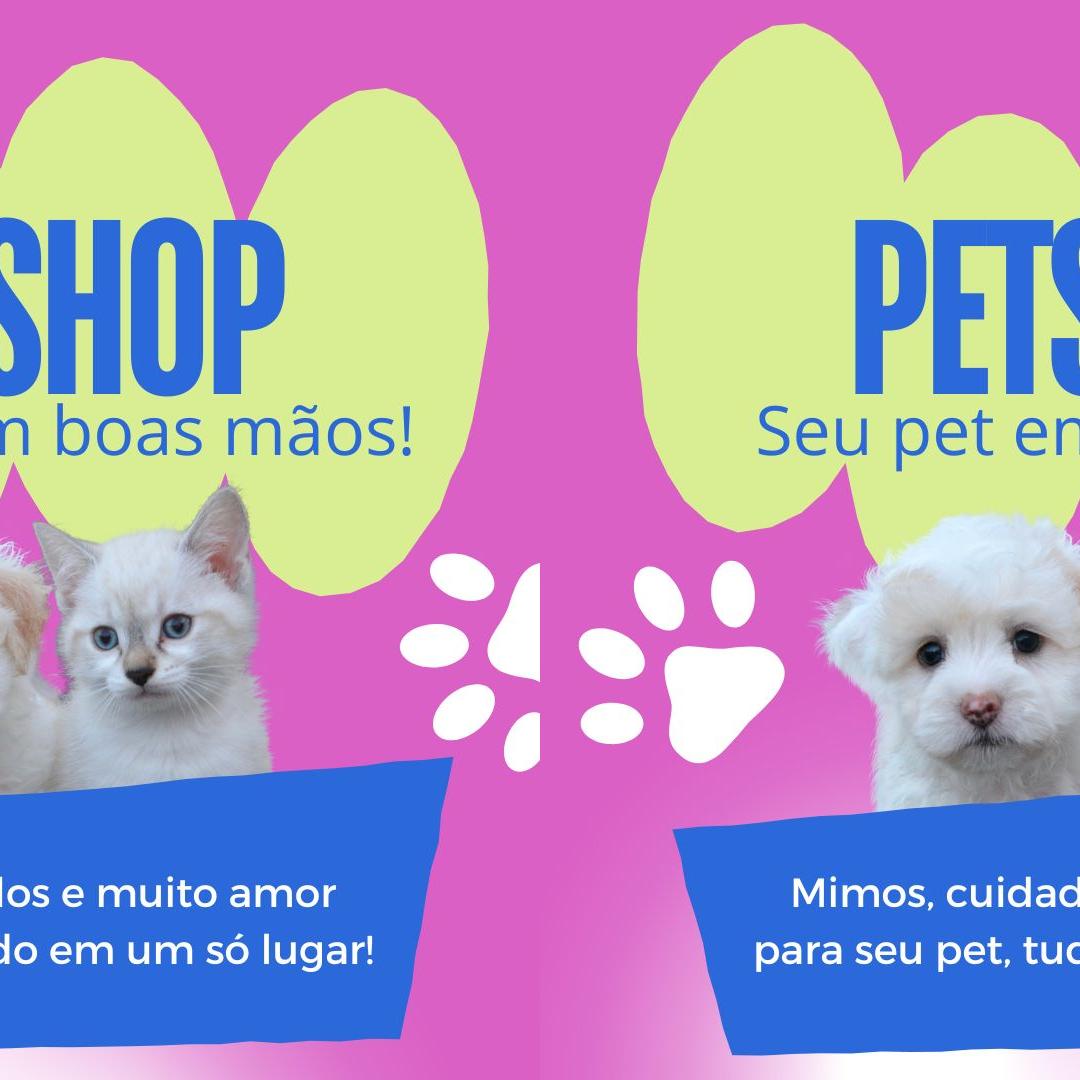 SHOP
m boas mãos!
dos e muito amor
do em um só lugar!
PETS
Seu pet em
Mimos, cuidad
para seu pet, tud